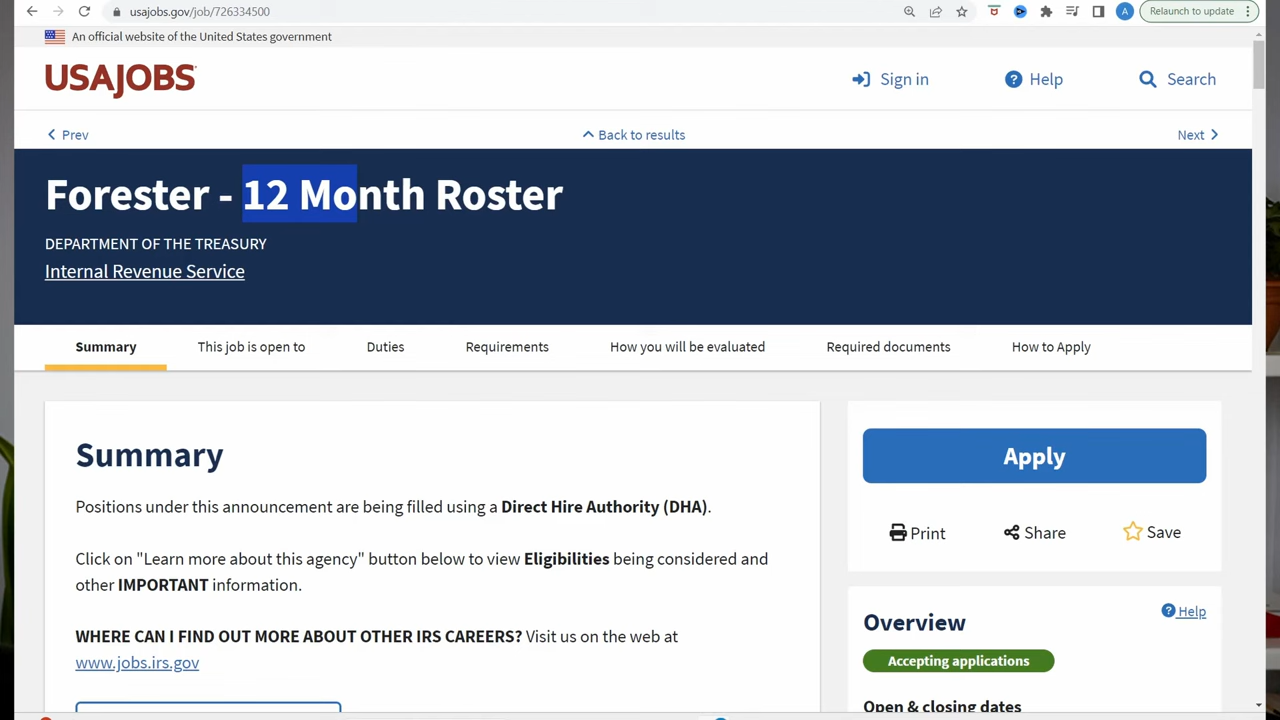 usajobs.gov/job/726334500
A
Relaunch to update
An official website of the United States government
USAJOBS
Sign in
Help
Search
Prev
Back to results
Next
Forester - 12 Month Roster
DEPARTMENT OF THE TREASURY
Internal Revenue Service
Summary
This job is open to
Duties
Requirements
How you will be evaluated
Required documents
How to Apply
Summary
Positions under this announcement are being filled using a Direct Hire Authority (DHA).
Click on "Learn more about this agency" button below to view Eligibilities being considered and
other IMPORTANT information.
WHERE CAN I FIND OUT MORE ABOUT OTHER IRS CAREERS? Visit us on the web at
www.jobs.irs.gov
Apply
Print
Share
Save
Overview
Help
Accepting applications
Open & closing dates